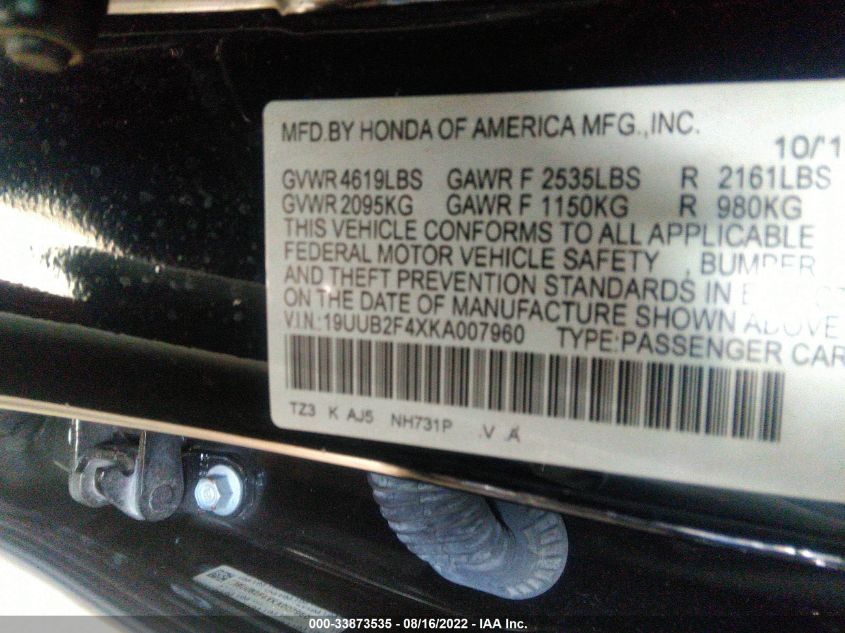 MFD.BY HONDA OF AMERICA MFG.,INC.
10/'1
GVWR 4619LBS GAWR F 2535LBS R 2161LBS
GVWR 2095KG GAWR F 1150KG R 980KG
THIS VEHICLE CONFORMS TO ALL APPLICABLE
FEDERAL MOTOR VEHICLE SAFETY , BUMPER
AND THEFT PREVENTION STANDARDS IN
ON THE DATE OF MANUFACTURE SHOWN ABOVE
V.I.N.:19UUB2F4XKA007960 TYPE:PASSENGER CAR
TZ3 K AJ5 NH731P .V A
000-33873535 - 08/16/2022 - IAA Inc.